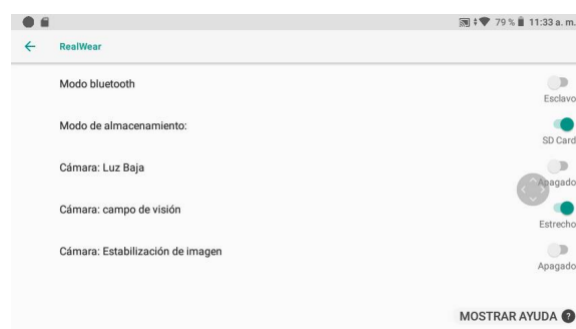 79 % 11:33 a. m.
RealWear
Modo bluetooth
Esclavo
Modo de almacenamiento:
SD Card
Cámara: Luz Baja
Apagado
Cámara: campo de visión
Estrecho
Cámara: Estabilización de imagen
Apagado
MOSTRAR AYUDA ?